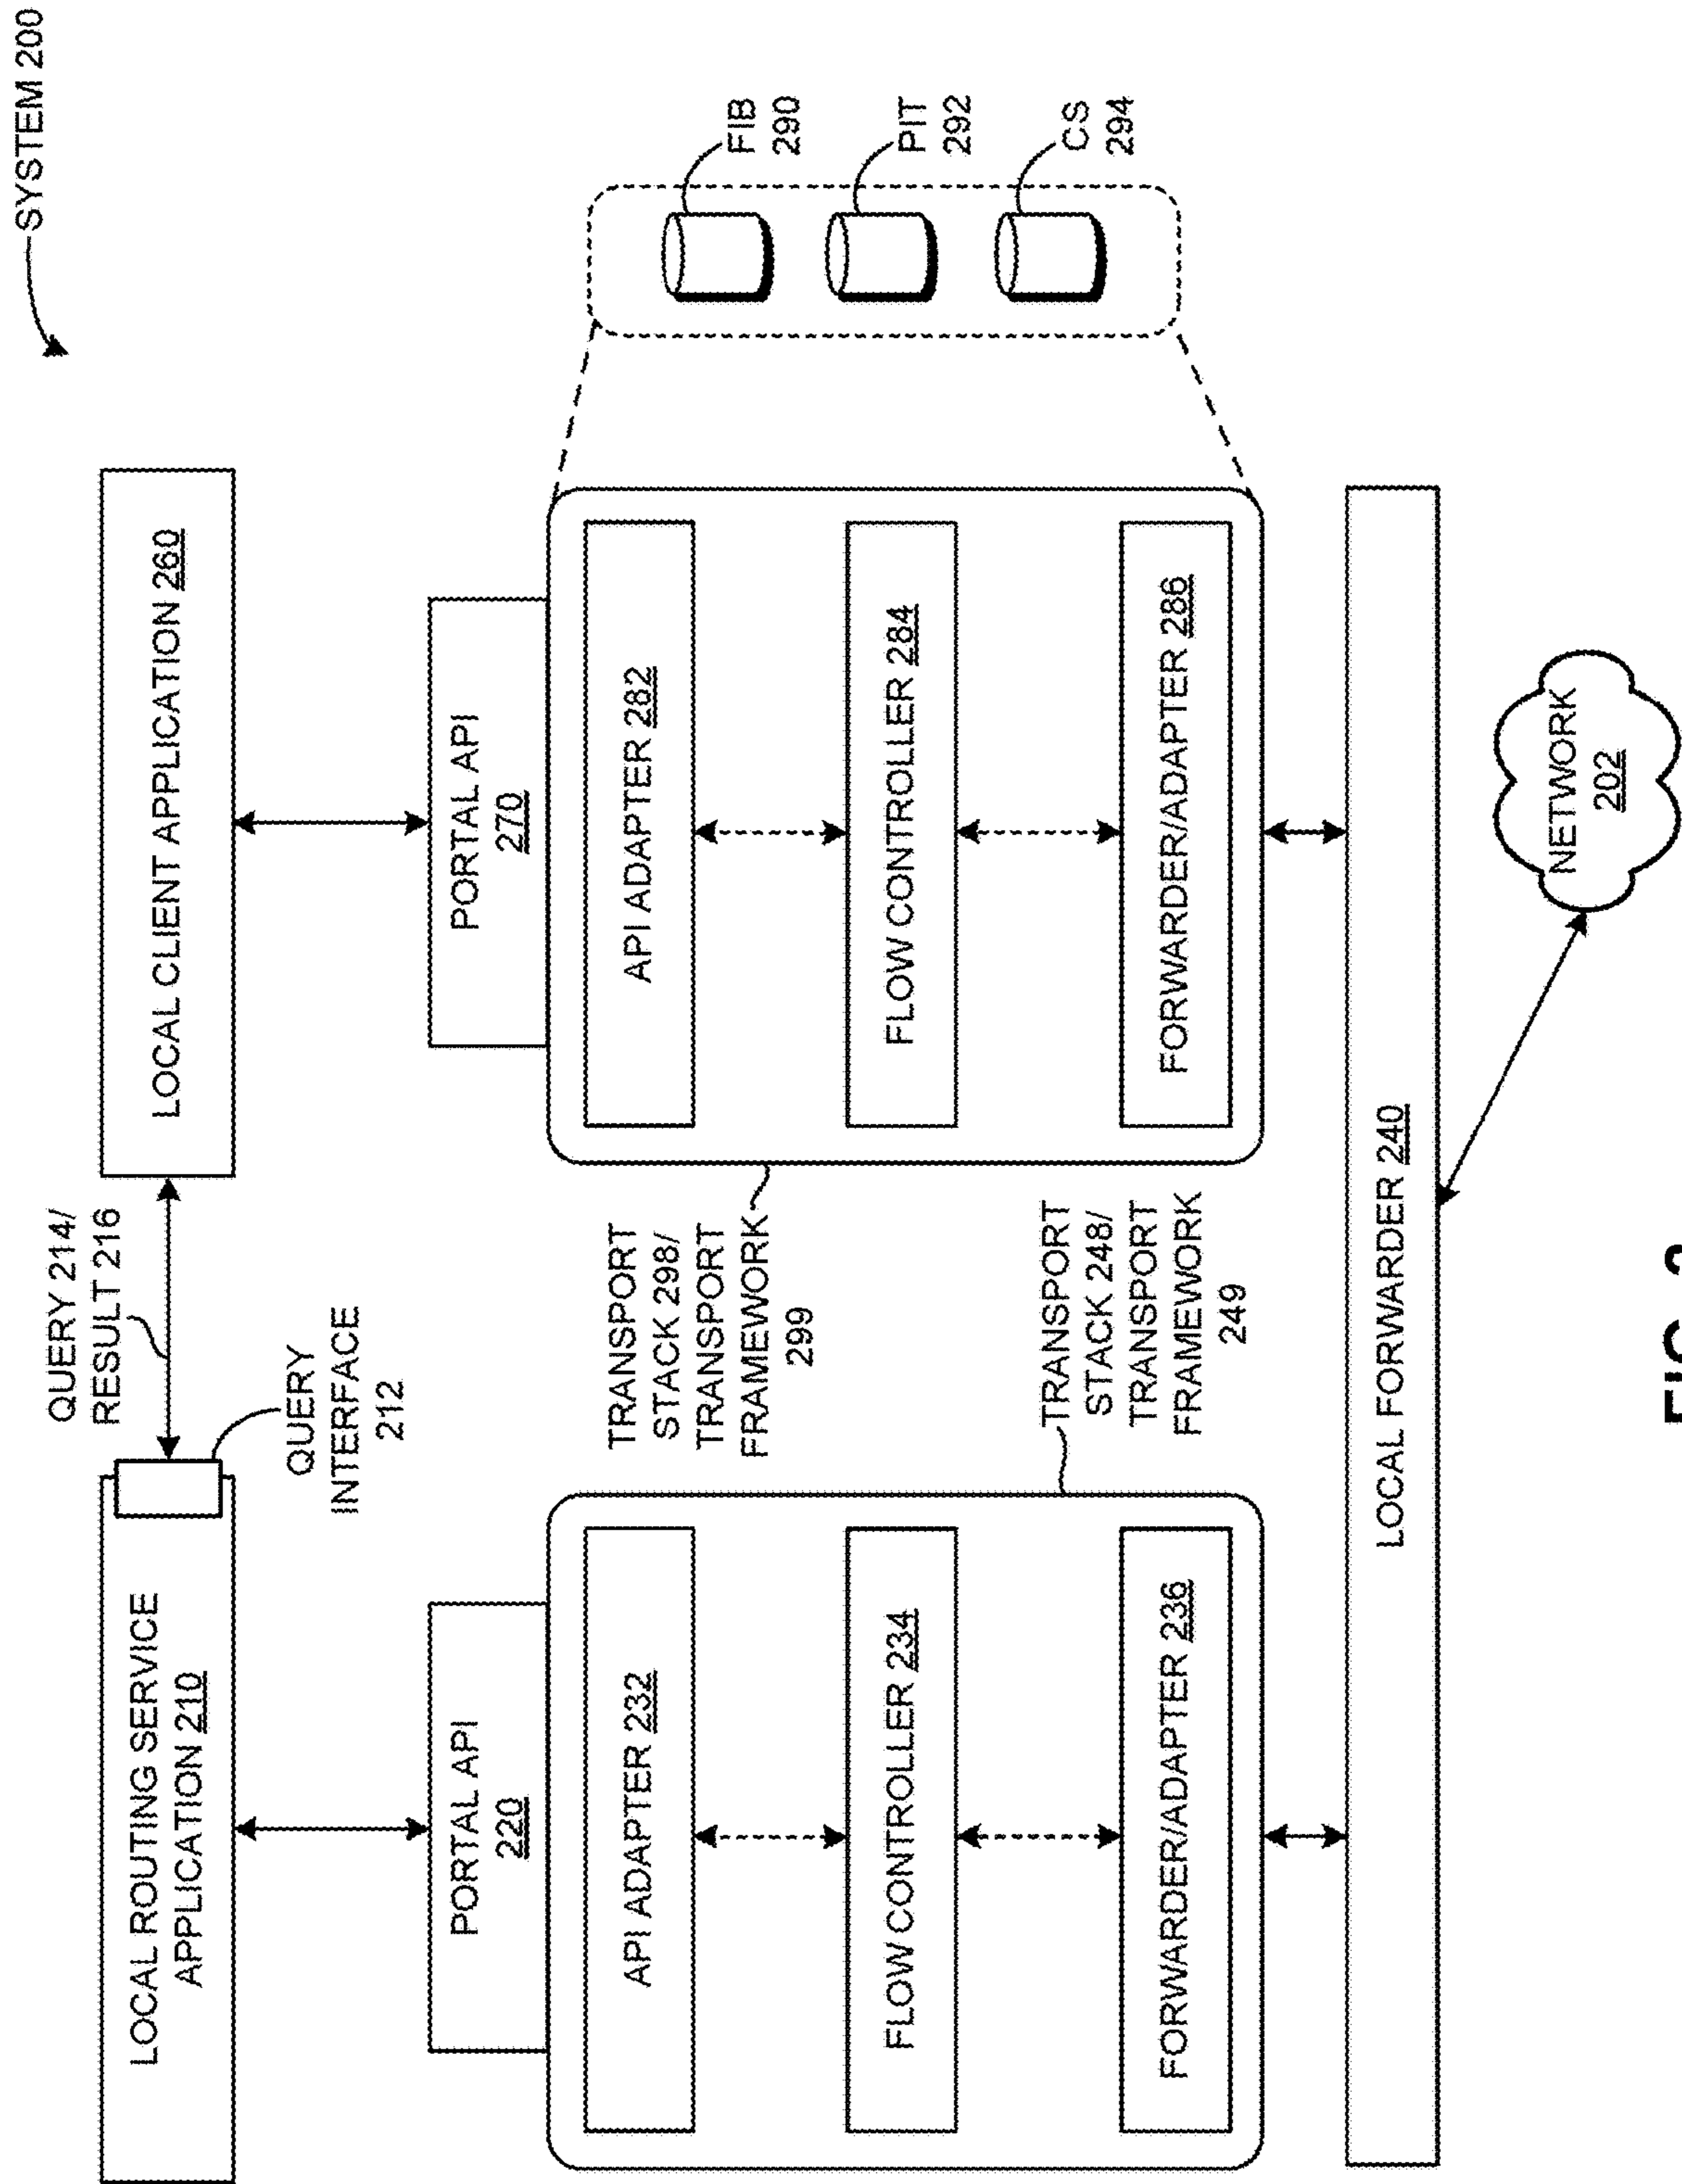 SYSTEM 200
QUERY 214/
RESULT 216
LOCAL ROUTING SERVICE
APPLICATION 210
LOCAL CLIENT APPLICATION 260
QUERY
INTERFACE
212
PORTAL API
220
PORTAL API
270
API ADAPTER 232
FLOW CONTROLLER 234
FORWARDER/ADAPTER 236
TRANSPORT
STACK 298/
TRANSPORT
FRAMEWORK
299
TRANSPORT
STACK 248/
TRANSPORT
FRAMEWORK
249
API ADAPTER 282
FLOW CONTROLLER 284
FORWARDER/ADAPTER 286
FIB
290
PIT
292
CS
294
LOCAL FORWARDER 240
NETWORK
202